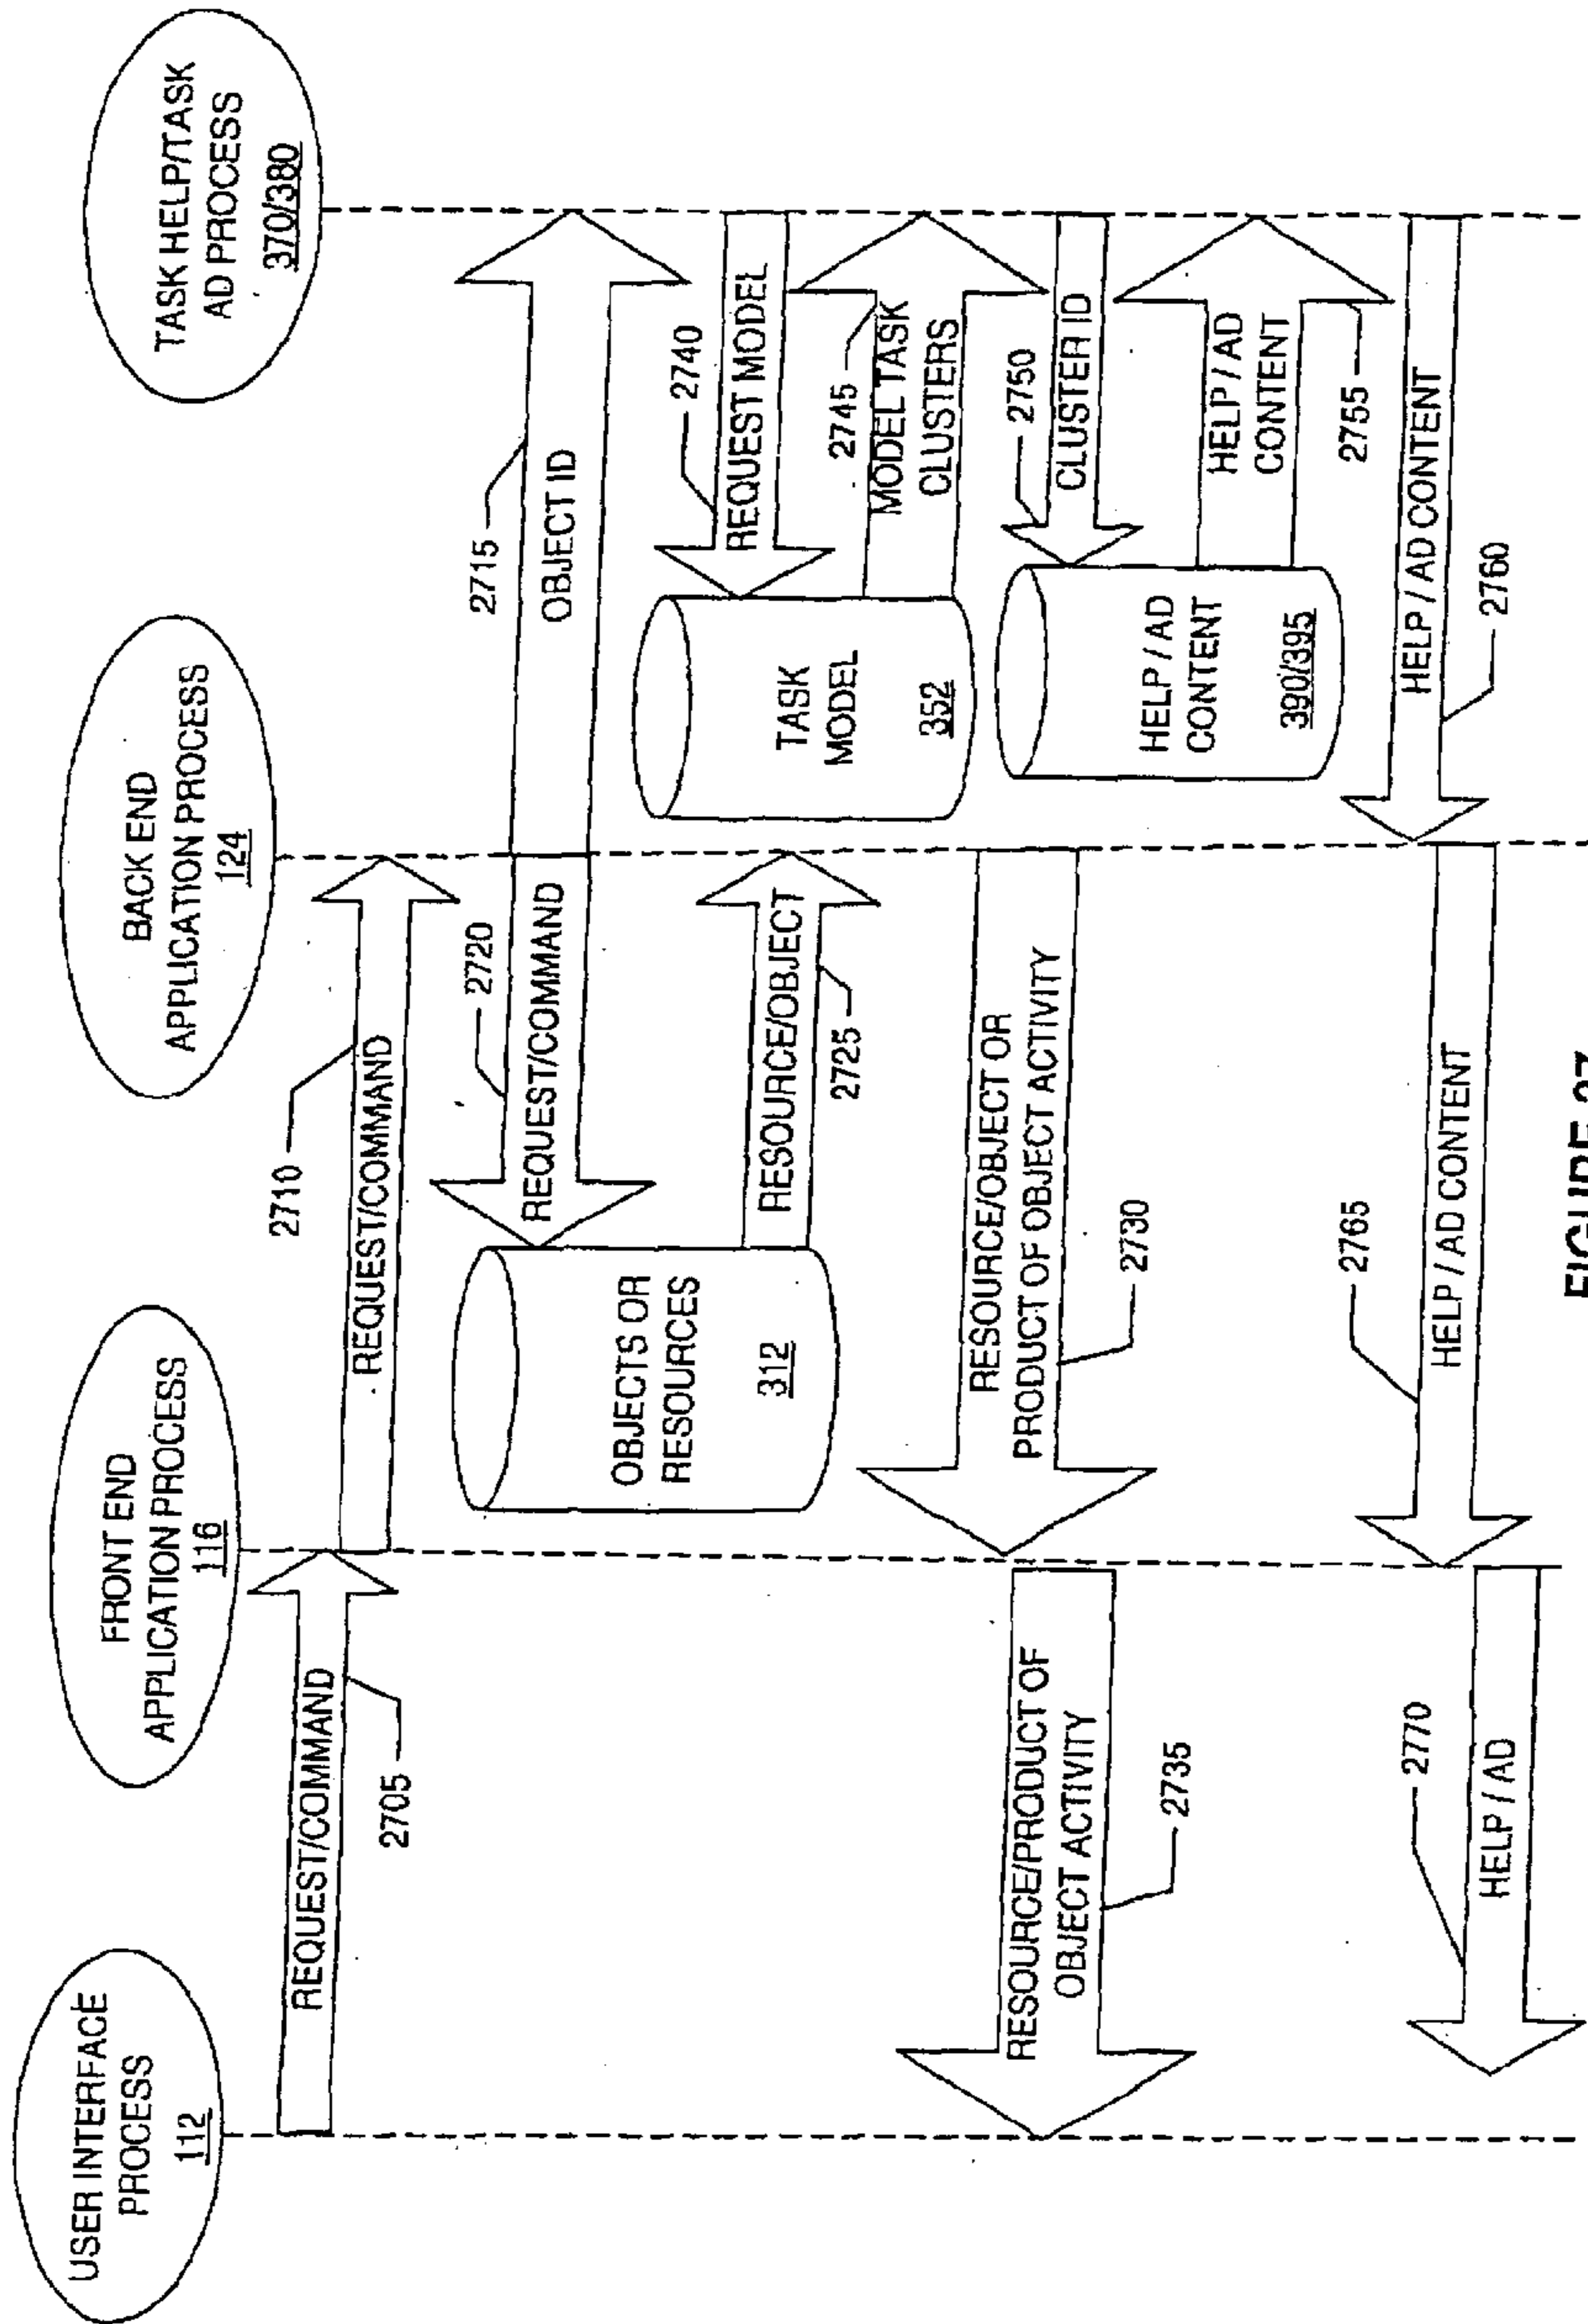 USER INTERFACE
PROCESS
112
FRONT END
APPLICATION PROCESS
116
BACK END
APPLICATION PROCESS
124
TASK HELP/TASK
AD PROCESS
370/380
REQUEST/COMMAND
2705
2710
REQUEST/COMMAND
2715
OBJECT ID
2720
REQUEST/COMMAND
OBJECTS OR
RESOURCES
312
RESOURCE/OBJECT
2725
2740
REQUEST MODEL
TASK
MODEL
352
2745
MODEL TASK
CLUSTERS
RESOURCE/OBJECT OR
PRODUCT OF OBJECT ACTIVITY
2730
RESOURCE/PRODUCT OF
OBJECT ACTIVITY
2735
2750
CLUSTER ID
HELP / AD
CONTENT
390/395
HELP / AD
CONTENT
2755
HELP / AD CONTENT
2760
2765
HELP / AD CONTENT
2770
HELP / AD
FIGURE 27